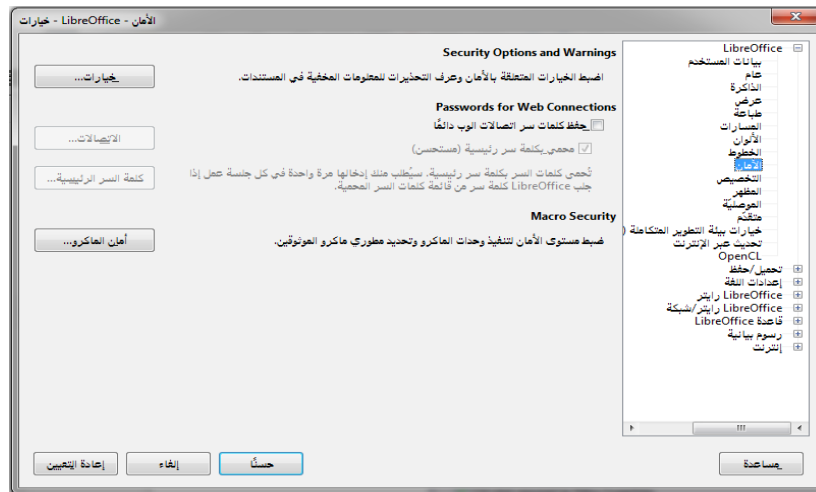 الأمان - LibreOffice - خيارات
LibreOffice
بيانات المستخدم
عام
الذاكرة
عرض
طباعة
المسارات
الألوان
الخطوط
الأمان
التخصيص
المظهر
الوصليّة
متقدّم
خيارات بيئة التطوير المتكاملة (
تحديث عبر الإنترنت
OpenCL
تحميل/حفظ
إعدادات اللغة
LibreOffice رايتر
LibreOffice رايتر/شبكة
قاعدة LibreOffice
رسوم بيانية
إنترنت
Security Options and Warnings
اضبط الخيارات المتعلقة بالأمان وعرف التحذيرات للمعلومات المخفية في المستندات.
خيارات...
Passwords for Web Connections
حفظ كلمات سر اتصالات الوب دائمًا
الاتصالات...
محمي بكلمة سر رئيسية (مستحسن)
تُحمى كلمات السر بكلمة سر رئيسية. سيُطلب منك إدخالها مرة واحدة في كل جلسة عمل إذا
جلب LibreOffice كلمة سر من قائمة كلمات السر المحمية.
كلمة السر الرئيسية...
Macro Security
ضبط مستوى الأمان لتنفيذ وحدات الماكرو وتحديد مطوري ماكرو الموثوقين.
أمان الماكرو...
مساعدة
حسنًا
إلغاء
إعادة التعيين